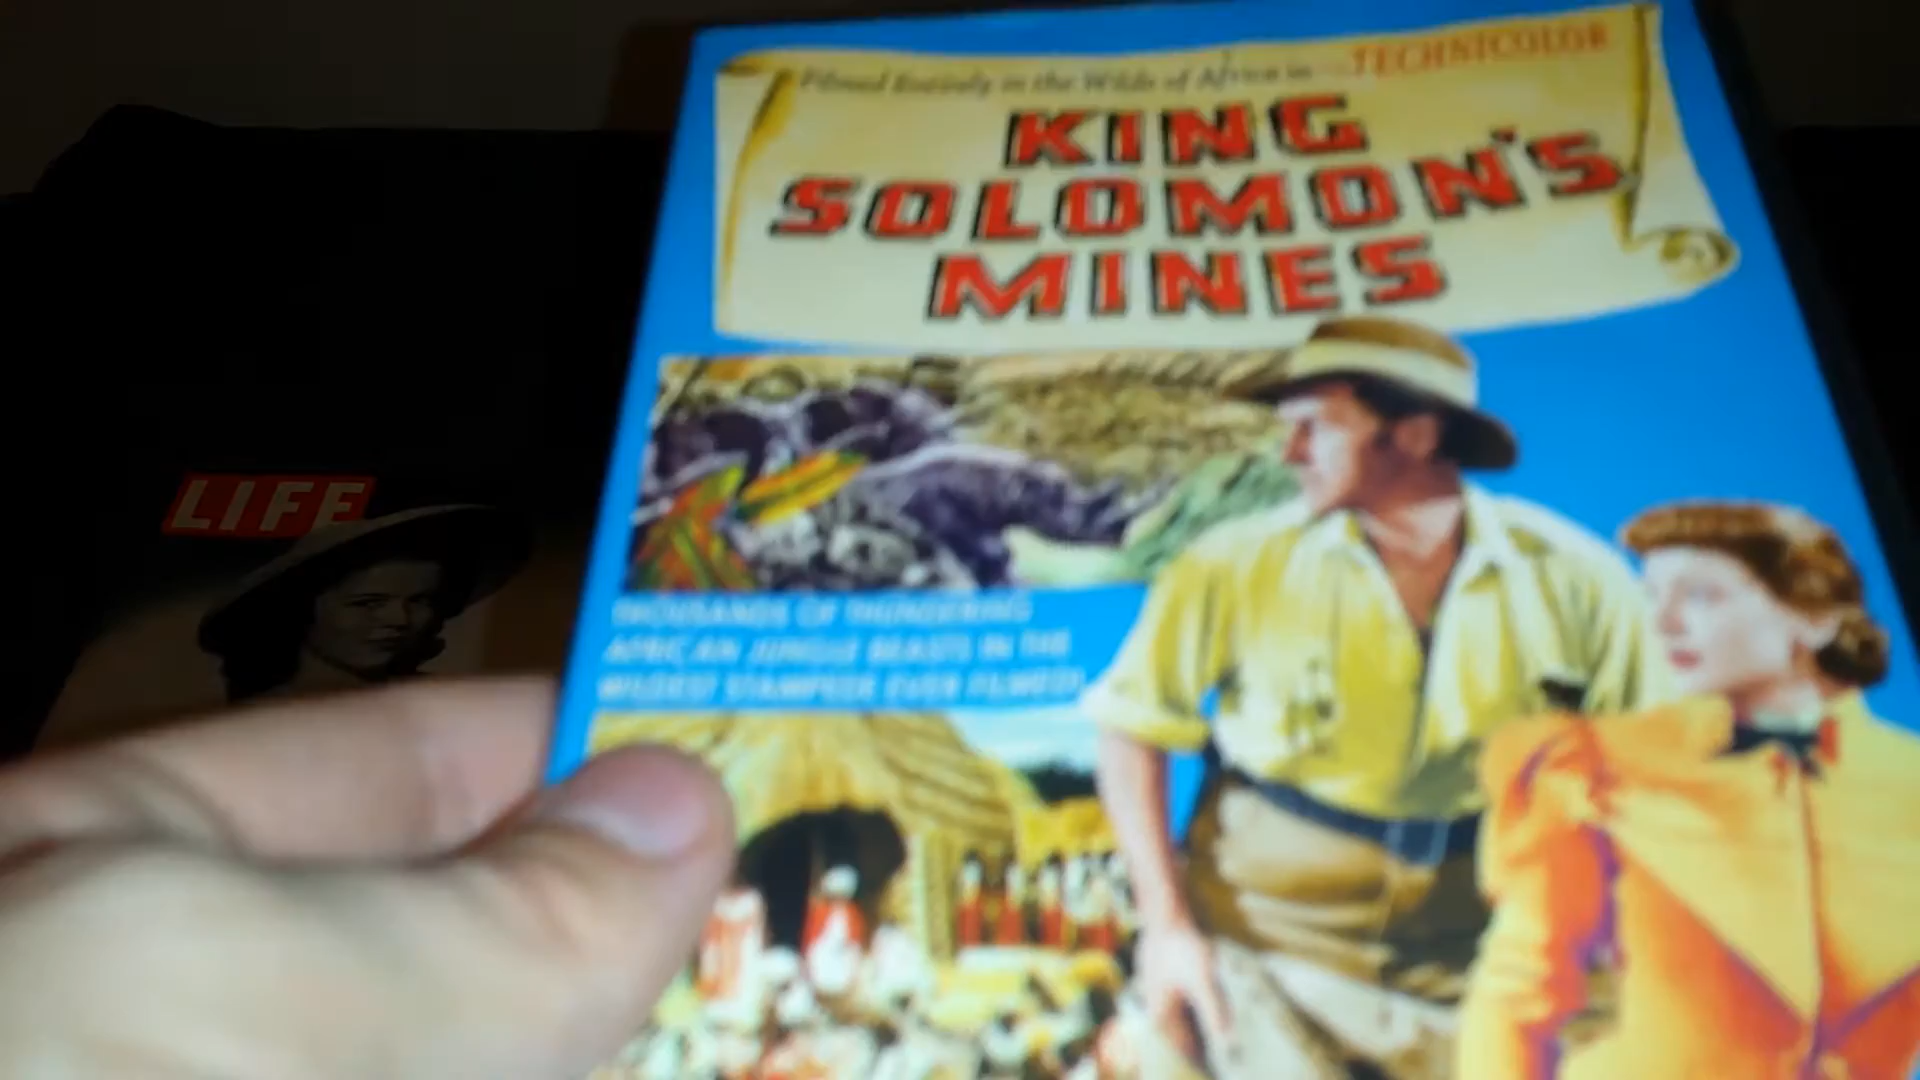 Filmed Entirely in the Wilds of Africa in TECHNICOLOR
KING
SOLOMON'S
MINES
THOUSANDS OF THUNDERING
AFRICAN JUNGLE BEASTS IN THE
WILDEST STAMPEDE EVER FILMED!
LIFE